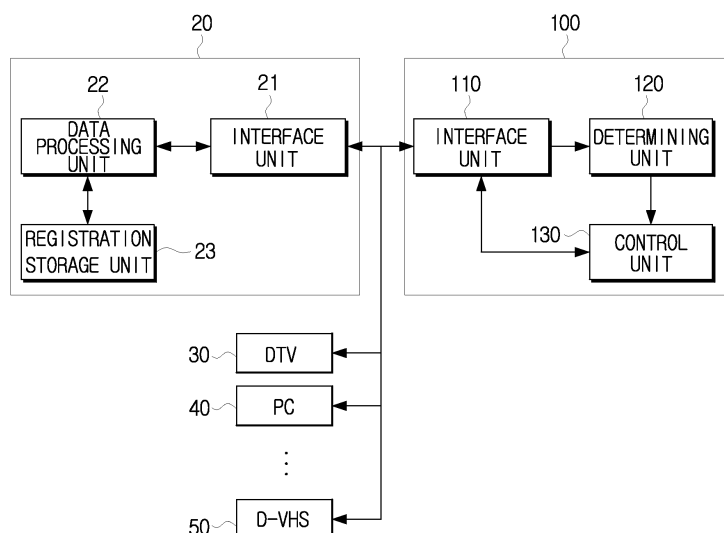 20
100
22
21
110
120
DATA
PROCESSING
UNIT
INTERFACE
UNIT
INTERFACE
UNIT
DETERMINING
UNIT
REGISTRATION
STORAGE UNIT
23
130
CONTROL
UNIT
30
DTV
40
PC
50
D-VHS